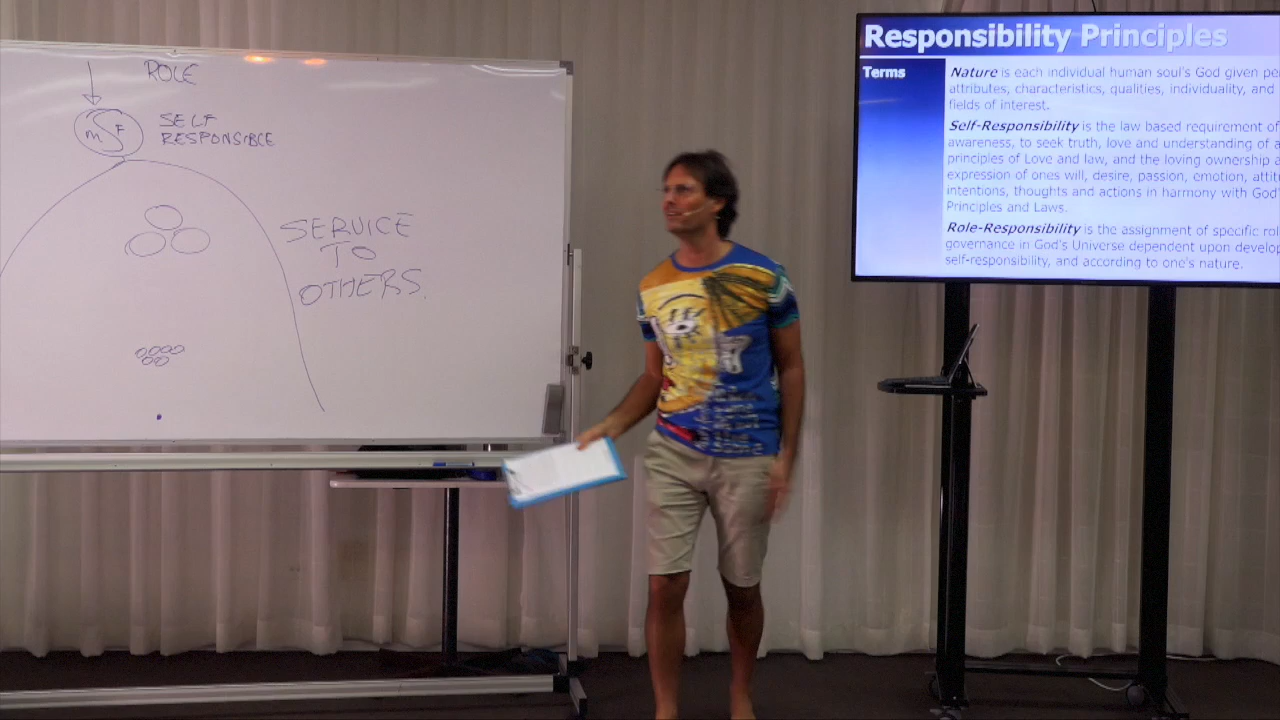 ROLE
SELF
RESPONSIBLE
m F
SERVICE
TO
OTHERS.
Responsibility Principles
Terms
Nature is each individual human soul's God given pe
attributes, characteristics, qualities, individuality, and
fields of interest.
Self-Responsibility is the law based requirement of
awareness, to seek truth, love and understanding of a
principles of Love and law, and the loving ownership a
expression of ones will, desire, passion, emotion, attit
intentions, thoughts and actions in harmony with God'
Principles and Laws.
Role-Responsibility is the assignment of specific rol
governance in God's Universe dependent upon develop
self-responsibility, and according to one's nature.